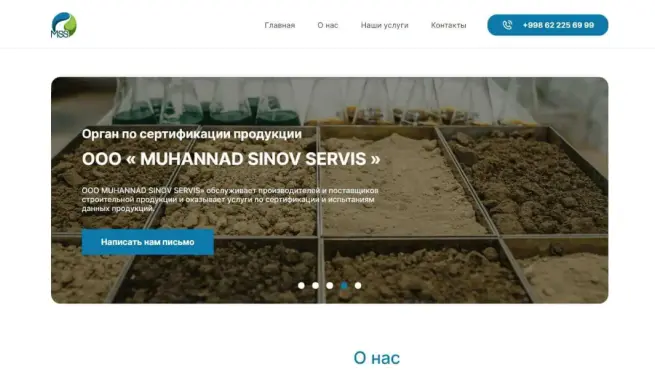 MSS
Главная
О нас
Наши услуги
Контакты
+998 62 225 69 99
Орган по сертификации продукции
ООО « MUHANNAD SINOV SERVIS »
ООО MUHANNAD SINOV SERVIS» обслуживает производителей и поставщиков
строительной продукции и оказывает услуги по сертификации и испытаниям
данных продукций.
Написать нам письмо
О нас